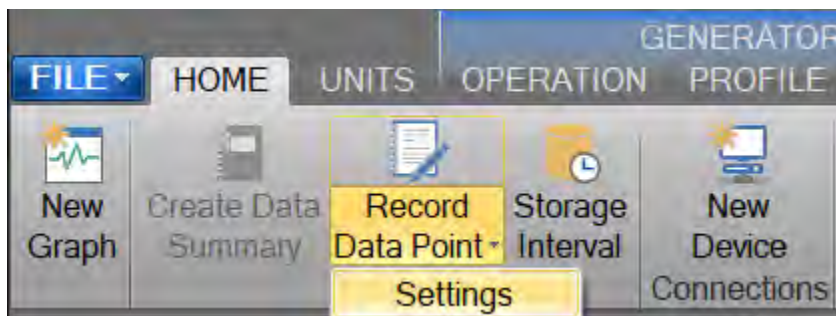 GENERATOR
FILE HOME UNITS OPERATION PROFILE
New Create Data Record Storage New
Graph Summary Data Point Interval Device
Settings Connections